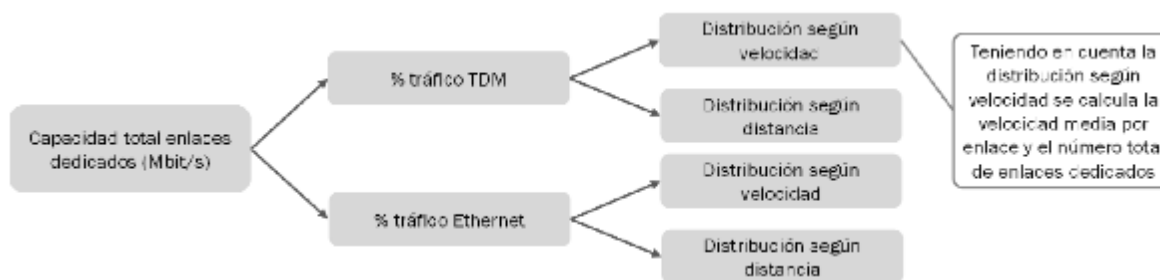 Capacidad total enlaces
dedicados (Mbit/s)
% tráfico TDM
% tráfico Ethernet
Distribución según
velocidad
Distribución según
distancia
Distribución según
velocidad
Distribución según
distancia
Teniendo en cuenta la
distribución según
velocidad se calcula la
velocidad media por
enlace y el número tota
de enlaces dedicados